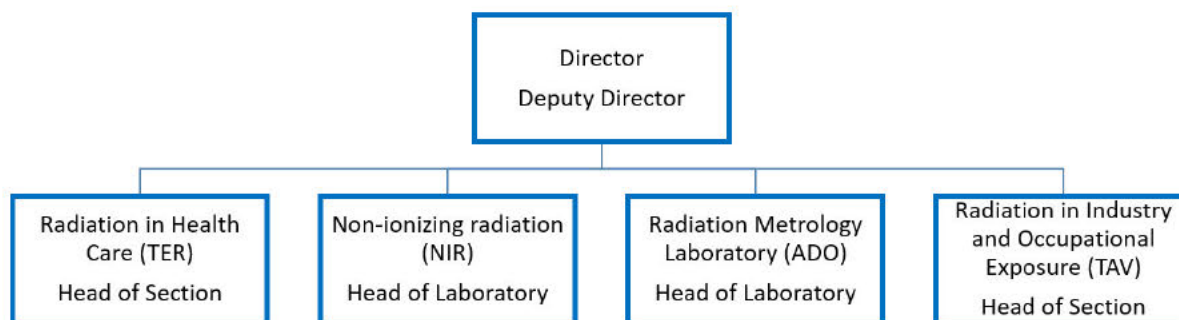 Director
Deputy Director
Radiation in Health
Care (TER)
Head of Section
Non-ionizing radiation
(NIR)
Head of Laboratory
Radiation Metrology
Laboratory (ADO)
Head of Laboratory
Radiation in Industry
and Occupational
Exposure (TAV)
Head of Section